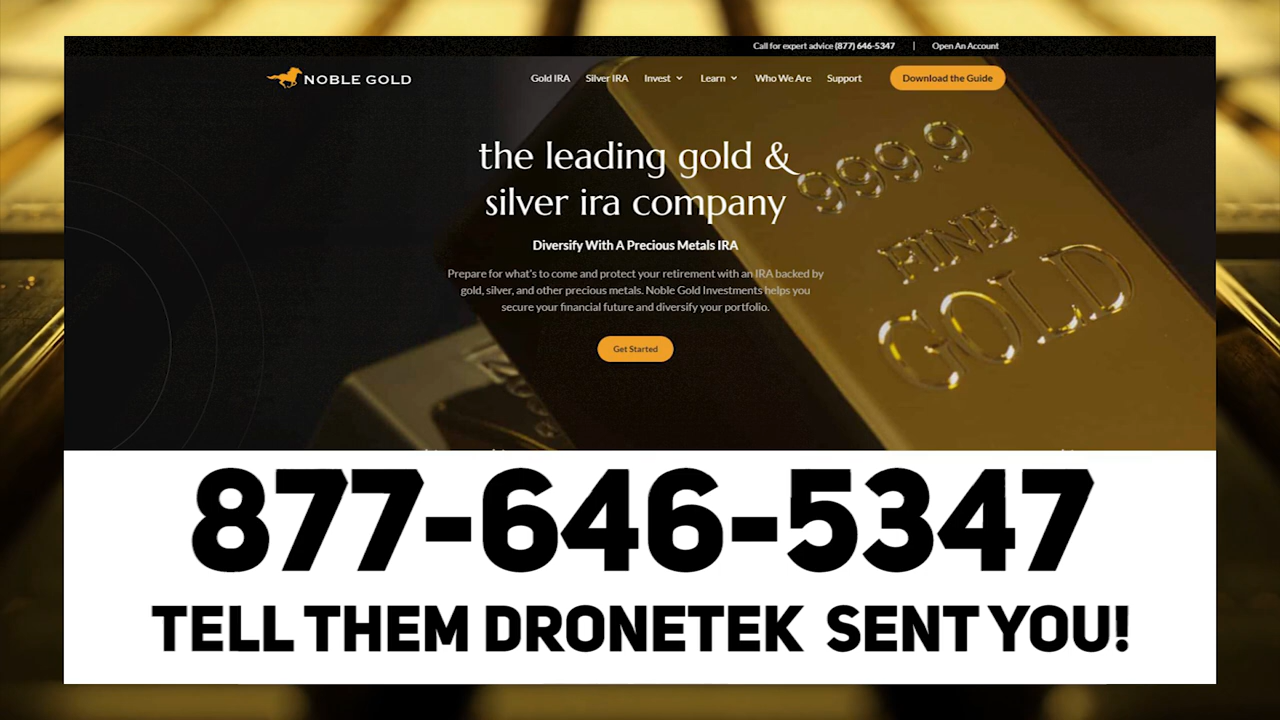 Call for expert advice (877) 646-5347 | Open An Account
NOBLE GOLD
Gold IRA Silver IRA Invest Learn Who We Are Support Download the Guide
the leading gold &
silver ira company
Diversify With A Precious Metals IRA
Prepare for what's to come and protect your retirement with an IRA backed by
gold, silver, and other precious metals. Noble Gold Investments helps you
secure your financial future and diversify your portfolio.
Get Started
999.9
FINE
GOLD
877-646-5347
TELL THEM DRONETEK SENT YOU!